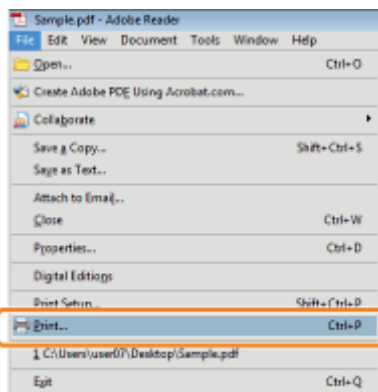 Sample.pdf - Adobe Reader
File Edit View Document Tools Window Help
Open... Ctrl+O
Create Adobe PDF Using Acrobat.com...
Collaborate
Save a Copy... Shift+Ctrl+S
Save as Text...
Attach to Email...
Close Ctrl+W
Properties... Ctrl+D
Digital Editions
Print Setup... Shift+Ctrl+P
Print... Ctrl+P
1 C:\Users\user07\Desktop\Sample.pdf
Exit Ctrl+Q